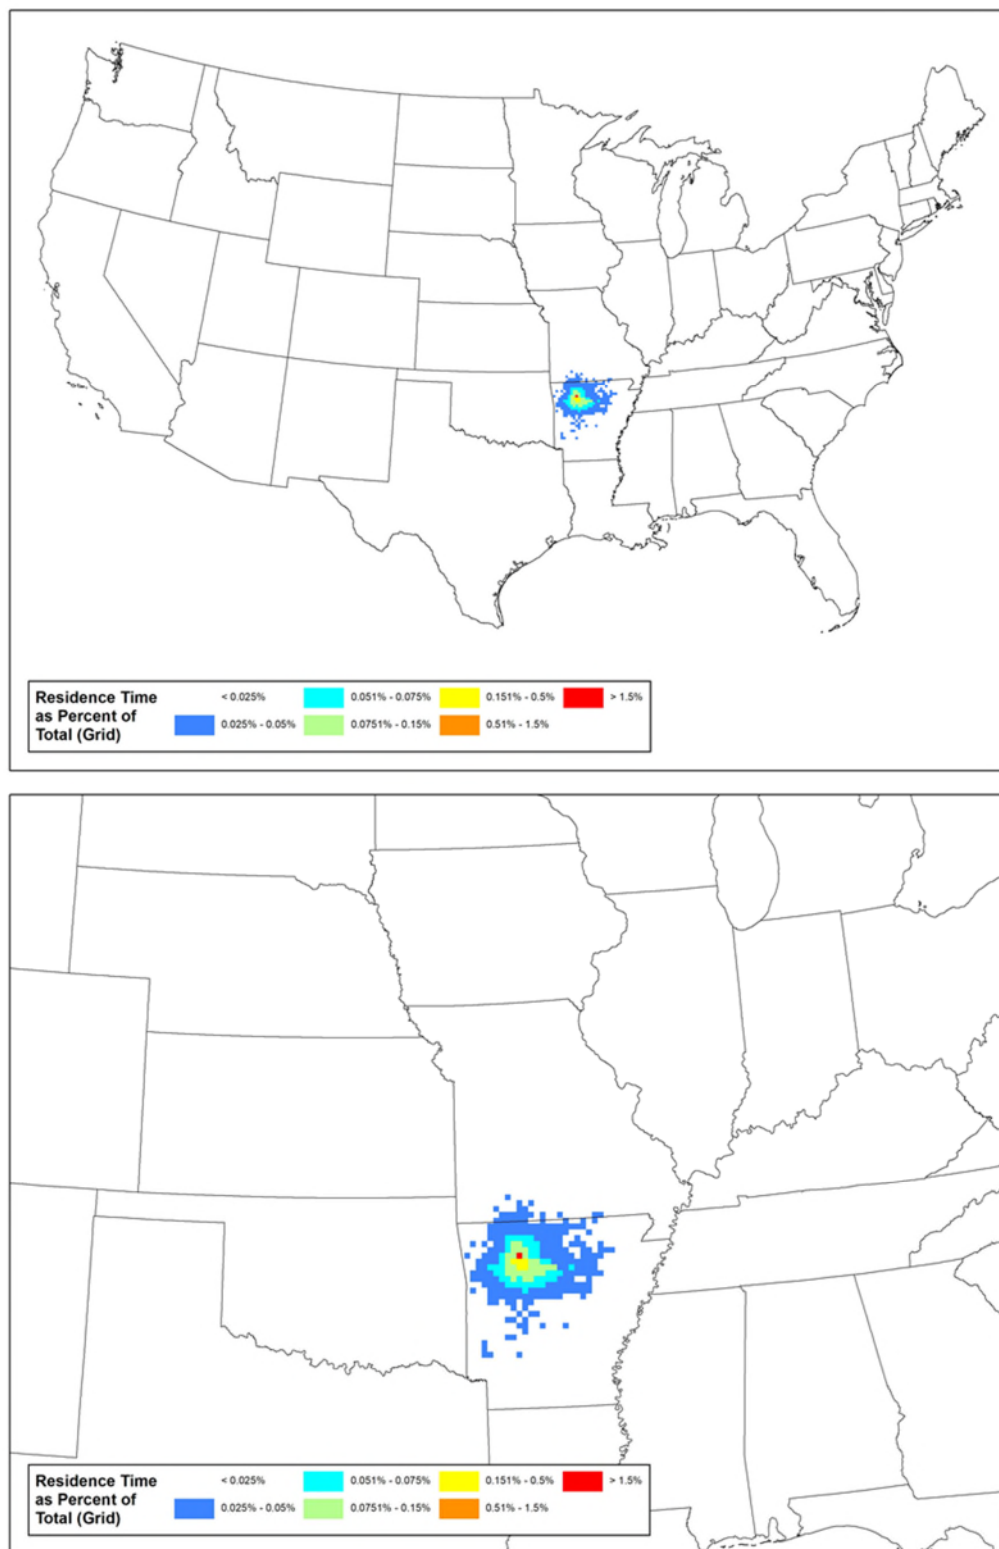 Residence Time
as Percent of
Total (Grid)
< 0.025% 0.051% - 0.075% 0.151% - 0.5% > 1.5%
0.025% - 0.05% 0.0751% - 0.15% 0.51% - 1.5%
Residence Time
as Percent of
Total (Grid)
< 0.025% 0.051% - 0.075% 0.151% - 0.5% > 1.5%
0.025% - 0.05% 0.0751% - 0.15% 0.51% - 1.5%